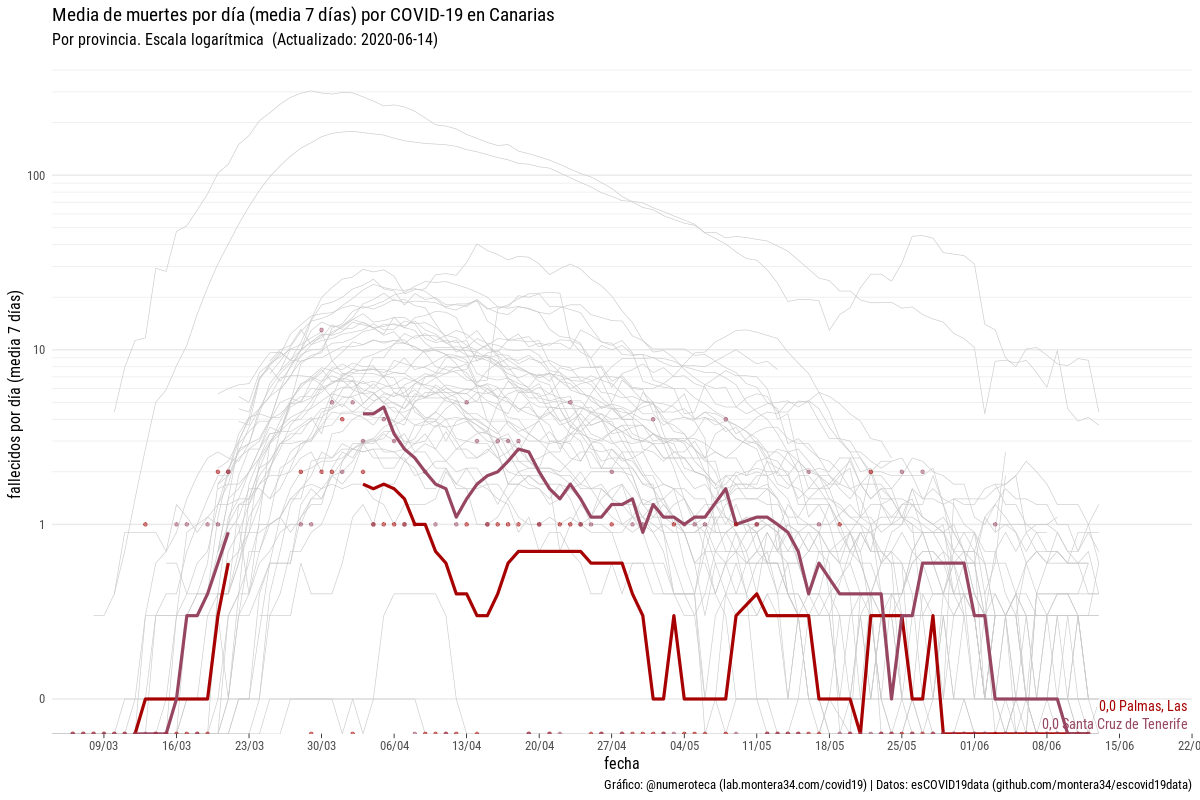 Media de muertes por día (media 7 días) por COVID-19 en Canarias
Por provincia. Escala logarítmica  (Actualizado: 2020-06-14)
fallecidos por día (media 7 días)
100
10
1
0
0,0 Palmas, Las
0,0 Santa Cruz de Tenerife
09/03 16/03 23/03 30/03 06/04 13/04 20/04 27/04 04/05 11/05 18/05 25/05 01/06 08/06 15/06 22/0
fecha
Gráfico: @numeroteca (lab.montera34.com/covid19) | Datos: esCOVID19data (github.com/montera34/escovid19data)